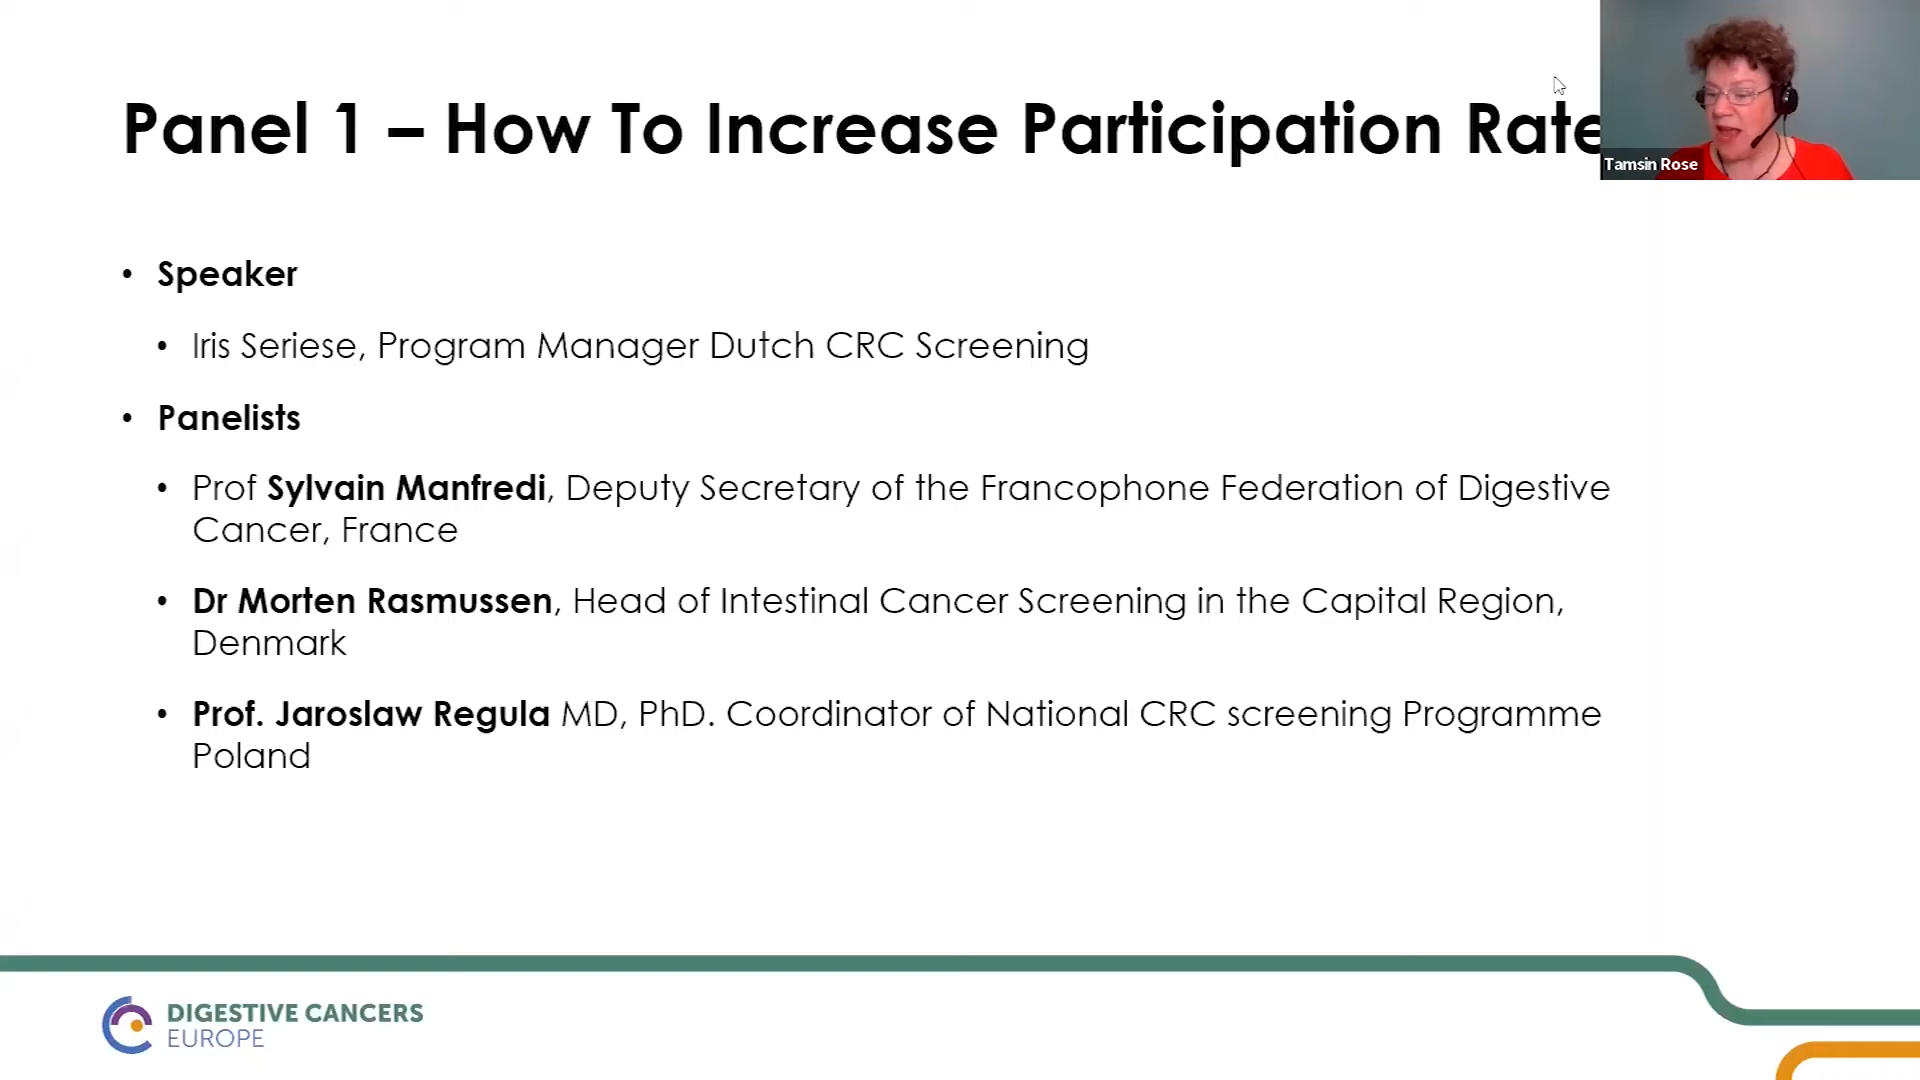 Panel 1 – How To Increase Participation Rate
Tamsin Rose
• Speaker
• Iris Seriese, Program Manager Dutch CRC Screening
• Panelists
• Prof Sylvain Manfredi, Deputy Secretary of the Francophone Federation of Digestive
Cancer, France
• Dr Morten Rasmussen, Head of Intestinal Cancer Screening in the Capital Region,
Denmark
• Prof. Jaroslaw Regula MD, PhD. Coordinator of National CRC screening Programme
Poland
DIGESTIVE CANCERS
EUROPE